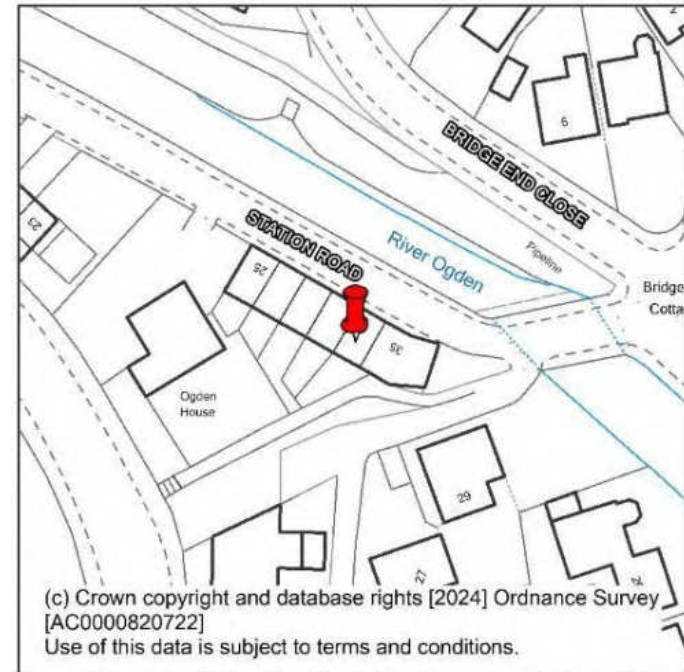 2
6
BRIDGE END CLOSE
23
STATION ROAD
River Ogden
Pipeline
25
Bridge
Cotta
35
Ogden
House
29
27
(c) Crown copyright and database rights [2024] Ordnance Survey
[AC0000820722]
Use of this data is subject to terms and conditions.